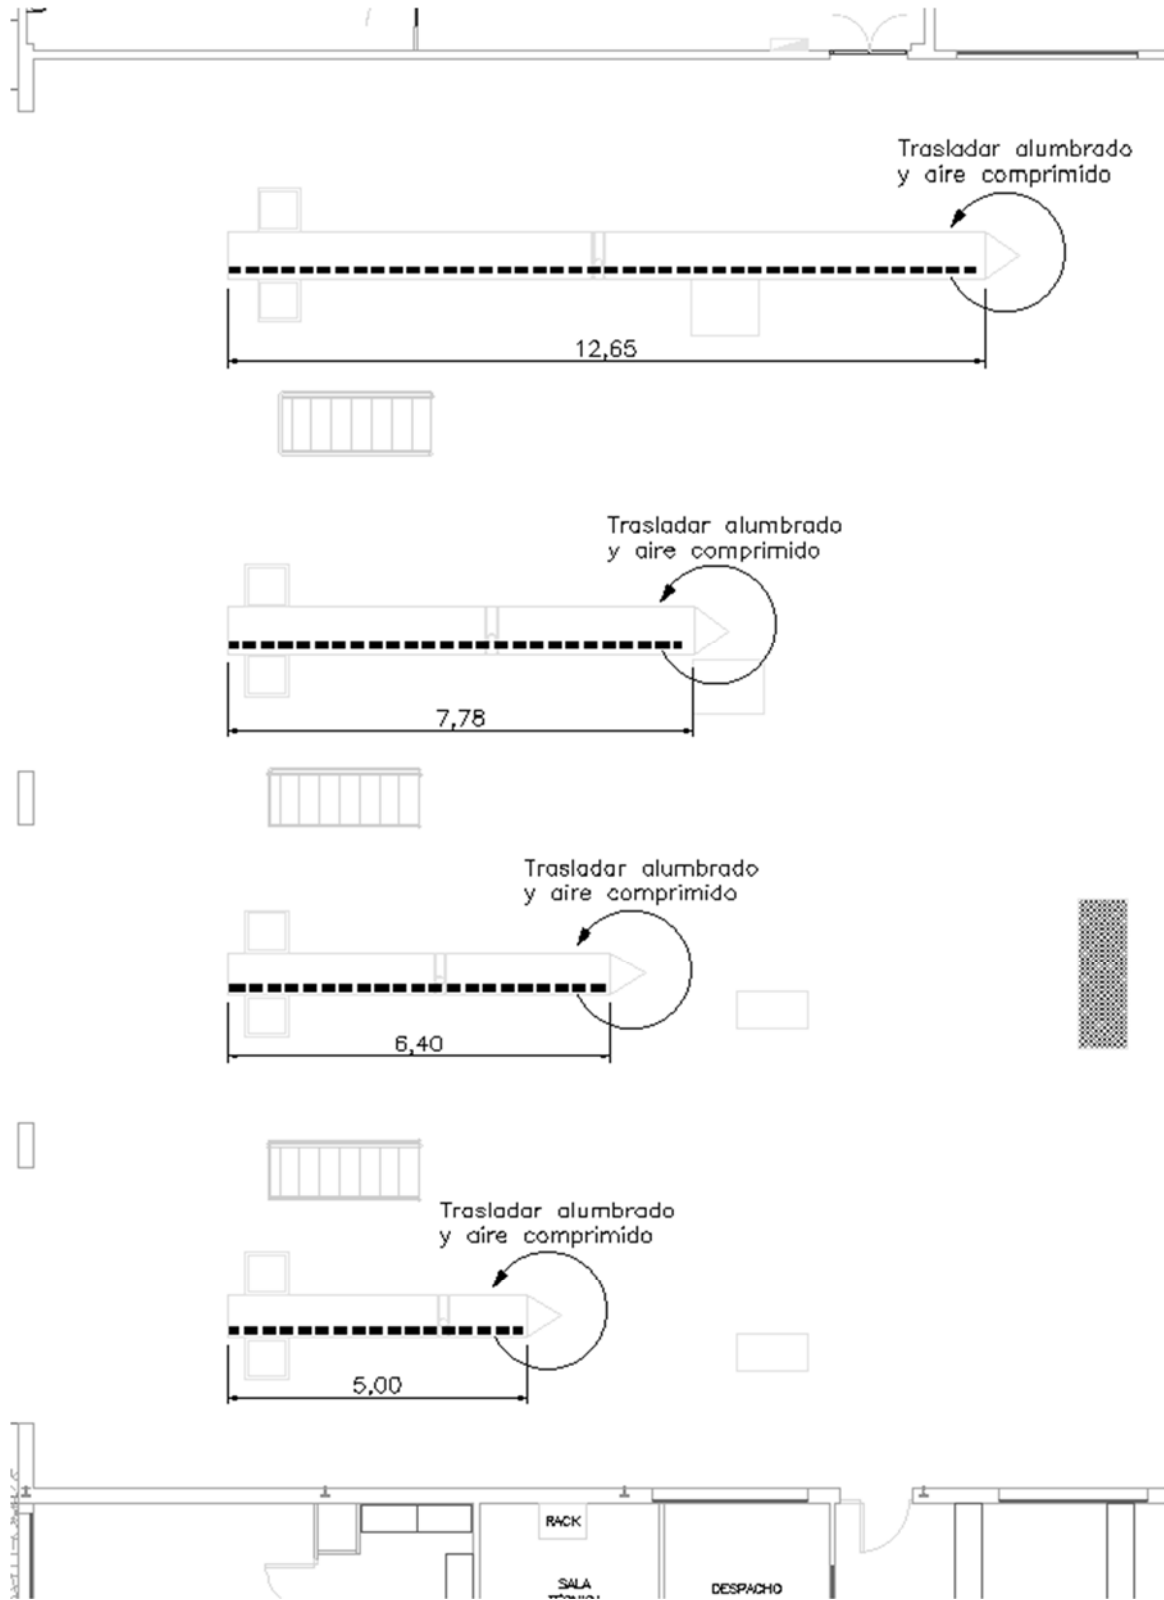 Trasladar alumbrado
y aire comprimido
12,65
Trasladar alumbrado
y aire comprimido
7,78
Trasladar alumbrado
y aire comprimido
6,40
Trasladar alumbrado
y aire comprimido
5,00
RACK
SALA
TÉCNICA
DESPACHO